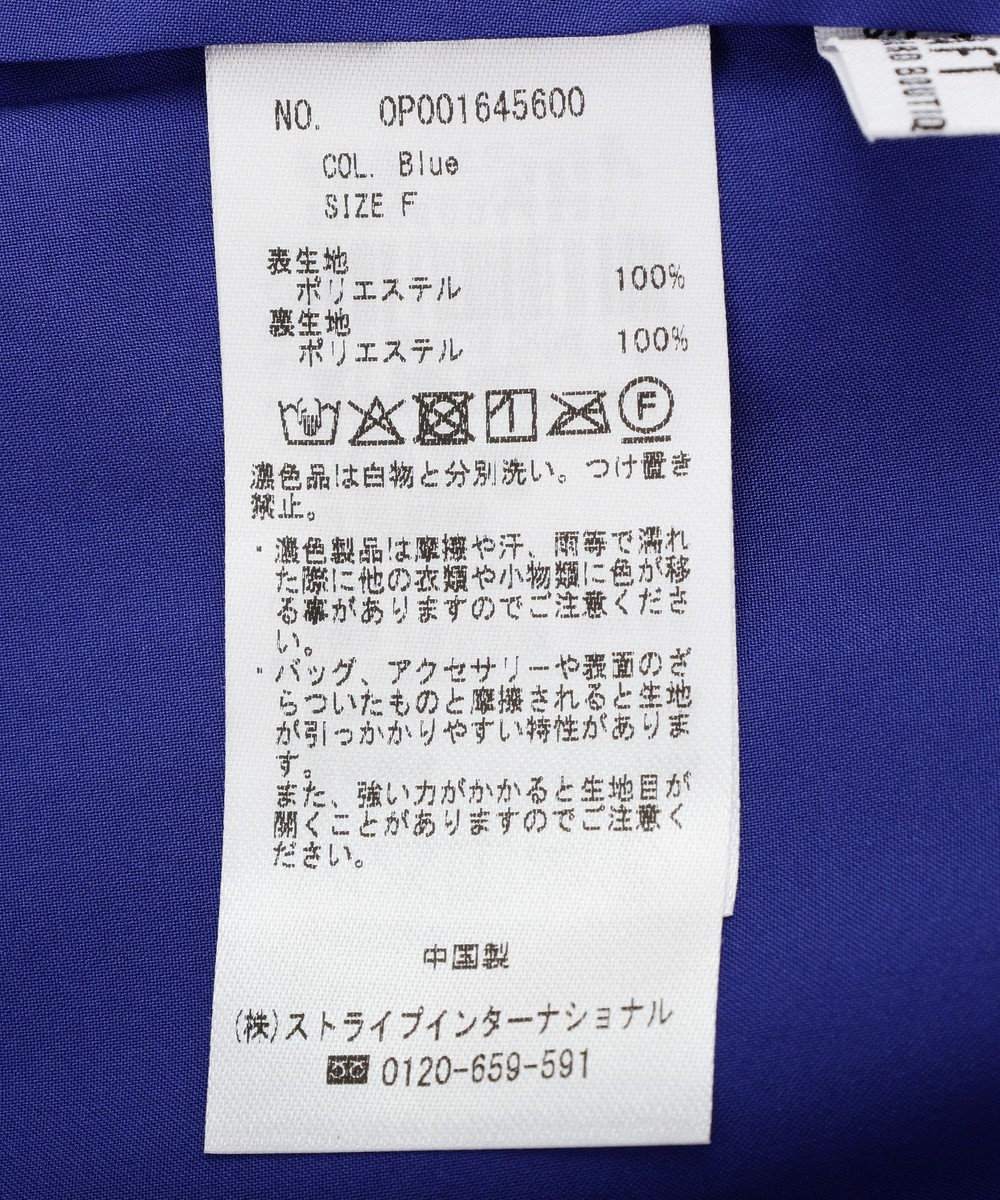 NO. OP001645600
COL. Blue
SIZE F
表生地
ポリエステル 100%
裏生地
ポリエステル 100%
F
濃色品は白物と分別洗い。つけ置き
禁止。
・濃色製品は摩擦や汗、雨等で濡れ
た際に他の衣類や小物類に色が移
る事がありますのでご注意くださ
い。
・バッグ、アクセサリーや表面のざ
らついたものと摩擦されると生地
が引っかかりやすい特性がありま
す。
また、強い力がかかると生地目が
開くことがありますのでご注意く
ださい。
中国製
(株)ストライプインターナショナル
0120-659-591
BOUTIQ